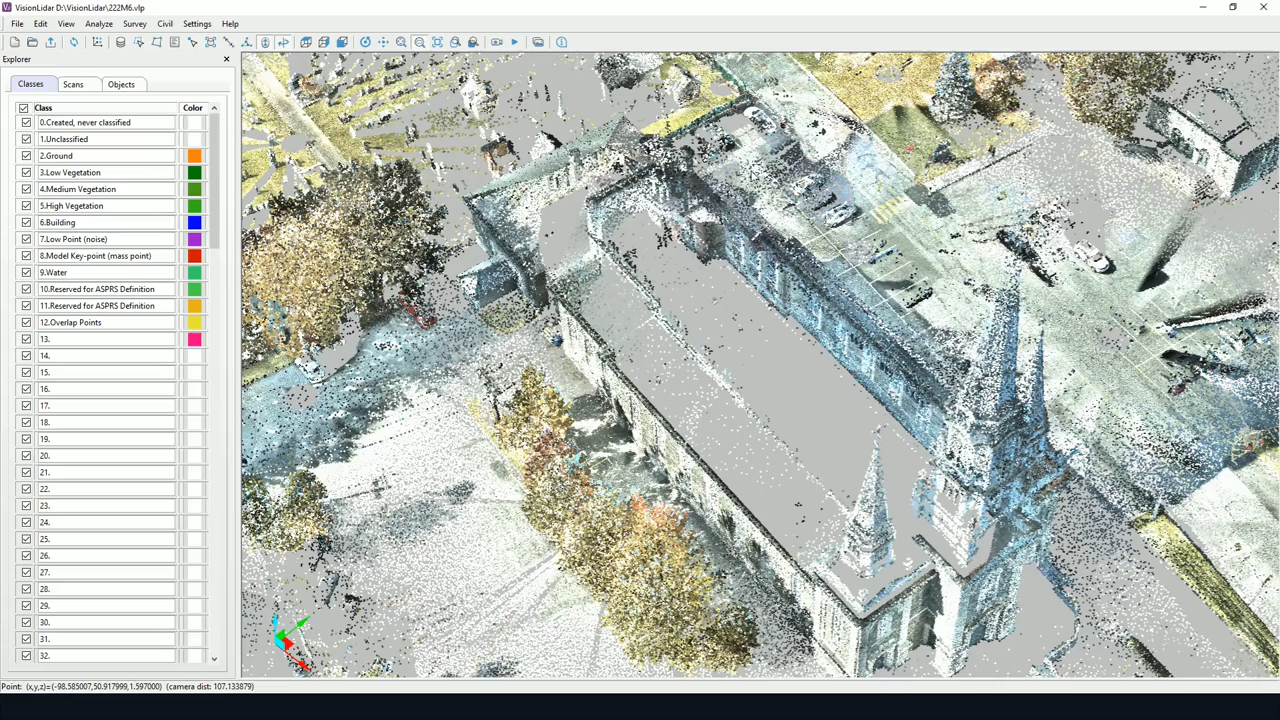 VisionLidar D:\VisionLidar\222M6.vlp
File Edit View Analyze Survey Civil Settings Help
Explorer
Classes Scans Objects
Class Color
0.Created, never classified
1.Unclassified
2.Ground
3.Low Vegetation
4.Medium Vegetation
5.High Vegetation
6.Building
7.Low Point (noise)
8.Model Key-point (mass point)
9.Water
10.Reserved for ASPRS Definition
11.Reserved for ASPRS Definition
12.Overlap Points
13.
14.
15.
16.
17.
18.
19.
20.
21.
22.
23.
24.
25.
26.
27.
28.
29.
30.
31.
32.
Point: (x,y,z)=(-98.585007,50.917999,1.597000) (camera dist: 107.133879)